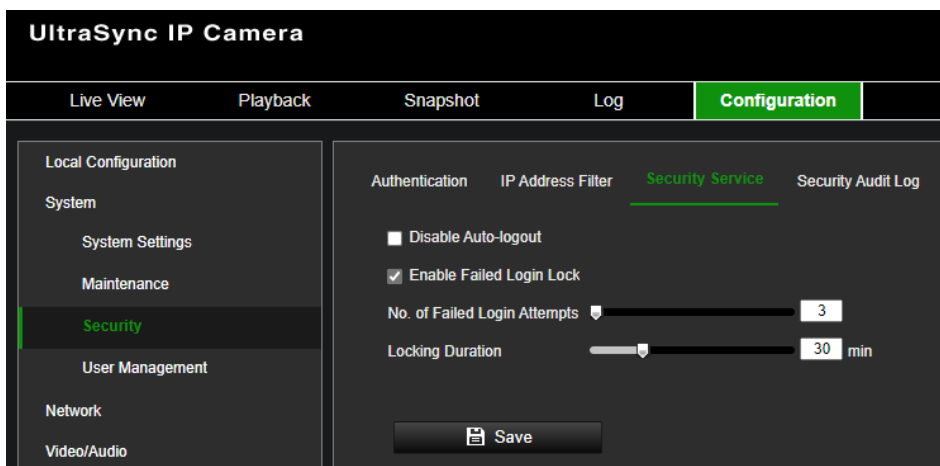 UltraSync IP Camera
Live View Playback Snapshot Log Configuration
Local Configuration
System
System Settings
Maintenance
Security
User Management
Network
Video/Audio
Authentication IP Address Filter Security Service Security Audit Log
Disable Auto-logout
Enable Failed Login Lock
No. of Failed Login Attempts 3
Locking Duration 30 min
Save